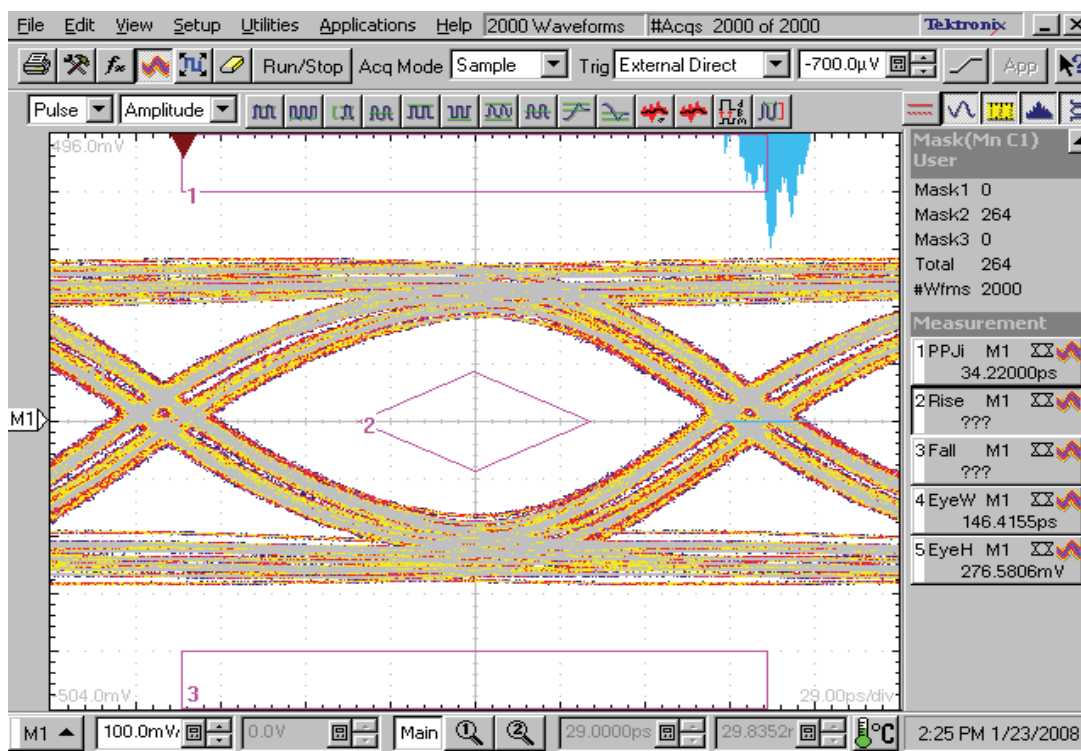 File Edit View Setup Utilities Applications Help 2000 Waveforms #Acqs 2000 of 2000 Tektronix
Run/Stop Acq Mode Sample Trig External Direct -700.0µV App
Pulse Amplitude
496.0mV
1
Mask(Mn C1)
User
Mask1 0
Mask2 264
Mask3 0
Total 264
#Wfms 2000
Measurement
1 PPJi M1
34.22000ps
2 Rise M1
???
3 Fall M1
???
4 EyeW M1
146.4155ps
5 EyeH M1
276.5806mV
M1
2
3
-504.0mV 29.00ps/div
M1 100.0mV/ 0.0V Main 1 2 29.0000ps 29.8352r °C 2:25 PM 1/23/2008